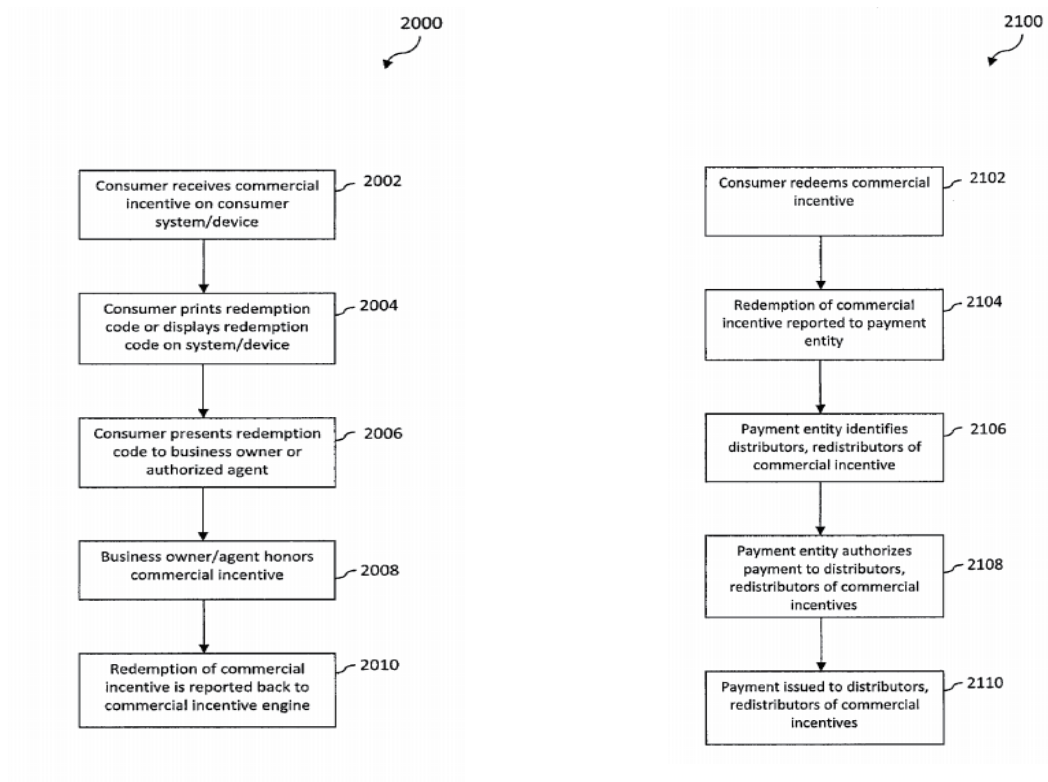 2000
Consumer receives commercial
incentive on consumer
system/device
2002
Consumer prints redemption
code or displays redemption
code on system/device
2004
Consumer presents redemption
code to business owner or
authorized agent
2006
Business owner/agent honors
commercial incentive
2008
Redemption of commercial
incentive is reported back to
commercial incentive engine
2010
2100
Consumer redeems commercial
incentive
2102
Redemption of commercial
incentive reported to payment
entity
2104
Payment entity identifies
distributors, redistributors of
commercial incentive
2106
Payment entity authorizes
payment to distributors,
redistributors of commercial
incentives
2108
Payment issued to distributors,
redistributors of commercial
incentives
2110